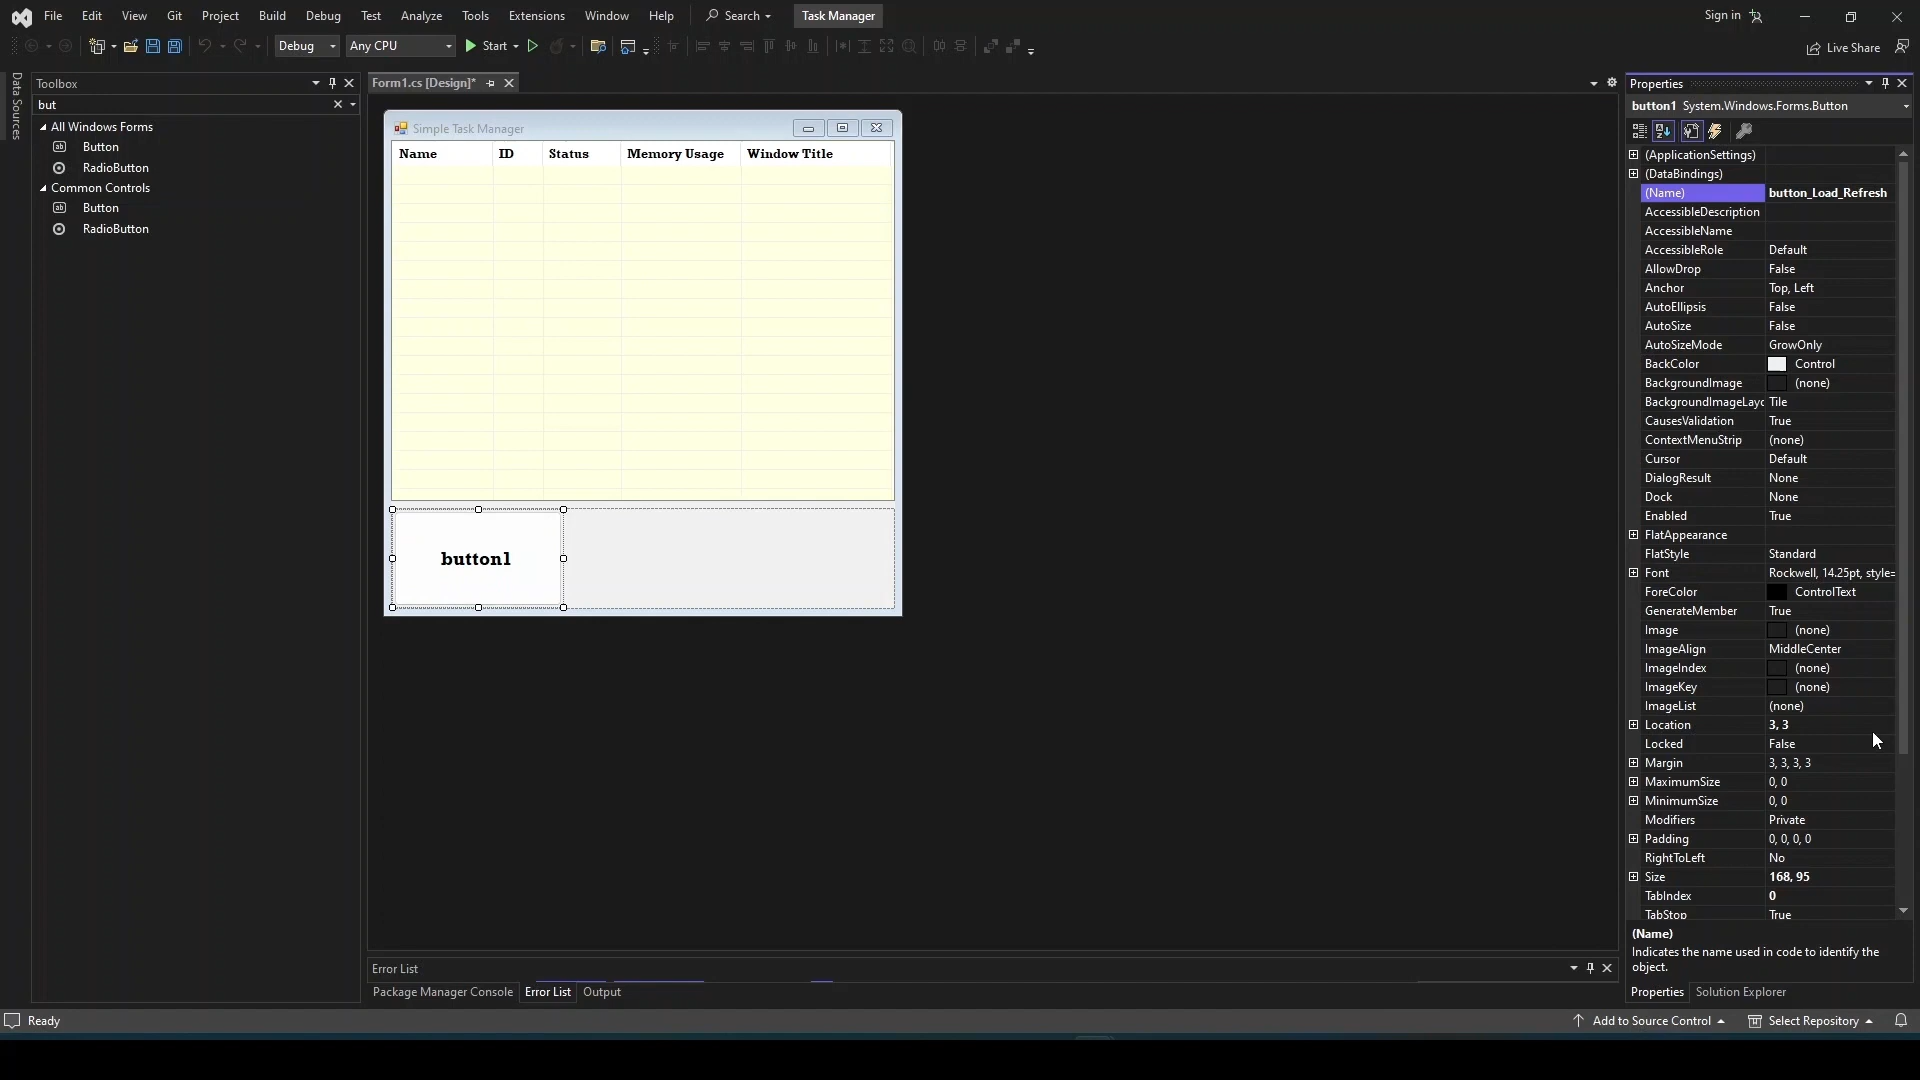 File Edit View Git Project Build Debug Test Analyze Tools Extensions Window Help Search Task Manager Sign in
Debug Any CPU Start Live Share
Data Sources
Toolbox
but
All Windows Forms
Button
RadioButton
Common Controls
Button
RadioButton
Form1.cs [Design]*
Simple Task Manager
Name ID Status Memory Usage Window Title
button1
Error List
Package Manager Console Error List Output
Properties
button1 System.Windows.Forms.Button
(ApplicationSettings)
(DataBindings)
(Name) button_Load_Refresh
AccessibleDescription
AccessibleName
AccessibleRole Default
AllowDrop False
Anchor Top, Left
AutoEllipsis False
AutoSize False
AutoSizeMode GrowOnly
BackColor Control
BackgroundImage (none)
BackgroundImageLayc Tile
CausesValidation True
ContextMenuStrip (none)
Cursor Default
DialogResult None
Dock None
Enabled True
FlatAppearance
FlatStyle Standard
Font Rockwell, 14.25pt, style=
ForeColor ControlText
GenerateMember True
Image (none)
ImageAlign MiddleCenter
ImageIndex (none)
ImageKey (none)
ImageList (none)
Location 3, 3
Locked False
Margin 3, 3, 3, 3
MaximumSize 0, 0
MinimumSize 0, 0
Modifiers Private
Padding 0, 0, 0, 0
RightToLeft No
Size 168, 95
TabIndex 0
TabStop True
(Name)
Indicates the name used in code to identify the
object.
Properties Solution Explorer
Ready Add to Source Control Select Repository